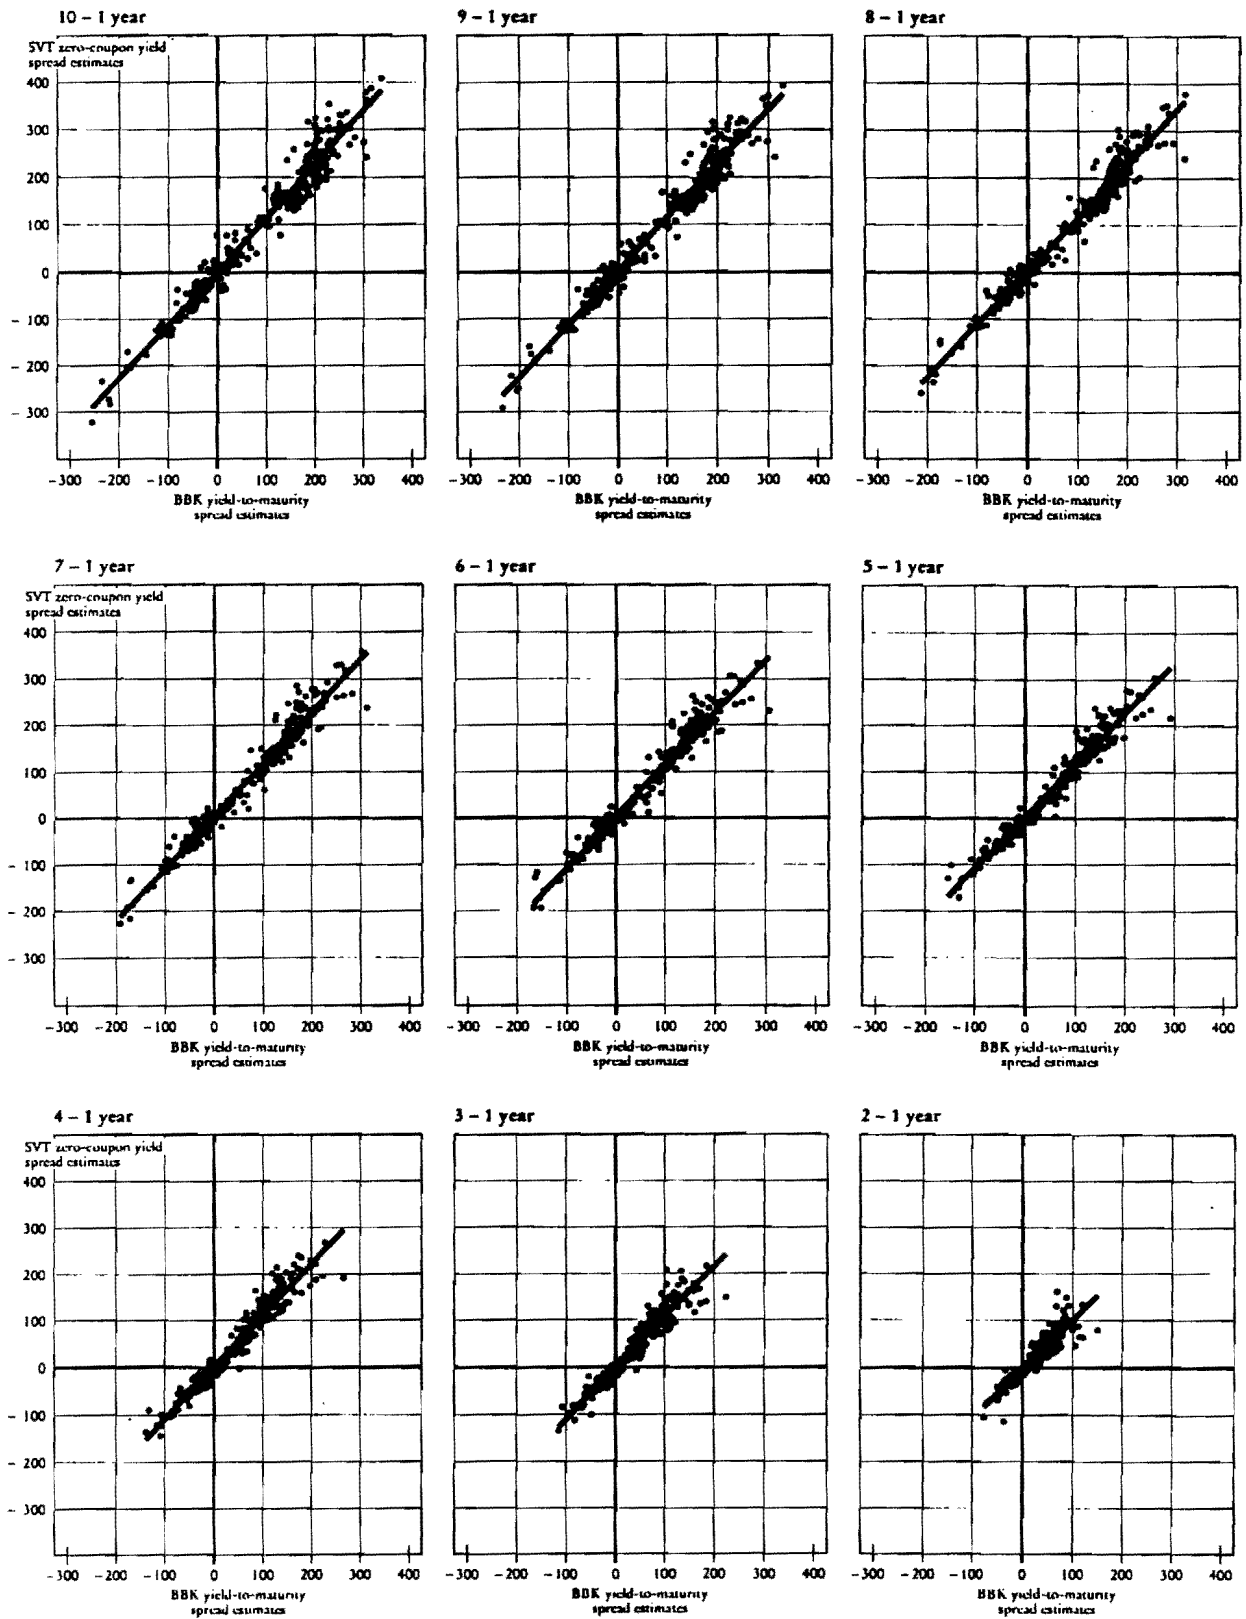 10 – 1 year
9 – 1 year
8 – 1 year
SVT zero-coupon yield
spread estimates
400
300
200
100
0
– 100
– 200
– 300
–300 –200 –100 0 100 200 300 400
BBK yield-to-maturity
spread estimates
–300 –200 –100 0 100 200 300 400
BBK yield-to-maturity
spread estimates
–300 –200 –100 0 100 200 300 400
BBK yield-to-maturity
spread estimates
7 – 1 year
6 – 1 year
5 – 1 year
SVT zero-coupon yield
spread estimates
400
300
200
100
0
– 100
– 200
– 300
–300 –200 –100 0 100 200 300 400
BBK yield-to-maturity
spread estimates
–300 –200 –100 0 100 200 300 400
BBK yield-to-maturity
spread estimates
–300 –200 –100 0 100 200 300 400
BBK yield-to-maturity
spread estimates
4 – 1 year
3 – 1 year
2 – 1 year
SVT zero-coupon yield
spread estimates
400
300
200
100
0
– 100
– 200
– 300
–300 –200 –100 0 100 200 300 400
BBK yield-to-maturity
spread estimates
–300 –200 –100 0 100 200 300 400
BBK yield-to-maturity
spread estimates
–300 –200 –100 0 100 200 300 400
BBK yield-to-maturity
spread estimates